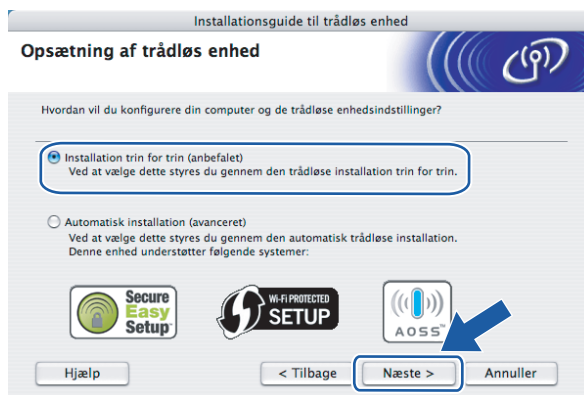 Installationsguide til trådløs enhed
Opsætning af trådløs enhed
Hvordan vil du konfigurere din computer og de trådløse enhedsindstillinger?
Installation trin for trin (anbefalet)
Ved at vælge dette styres du gennem den trådløse installation trin for trin.
Automatisk installation (avanceret)
Ved at vælge dette styres du gennem den automatisk trådløse installation.
Denne enhed understøtter følgende systemer:
Secure
Easy
Setup™
Wi-Fi PROTECTED
SETUP
AOSS™
Hjælp
< Tilbage
Næste >
Annuller